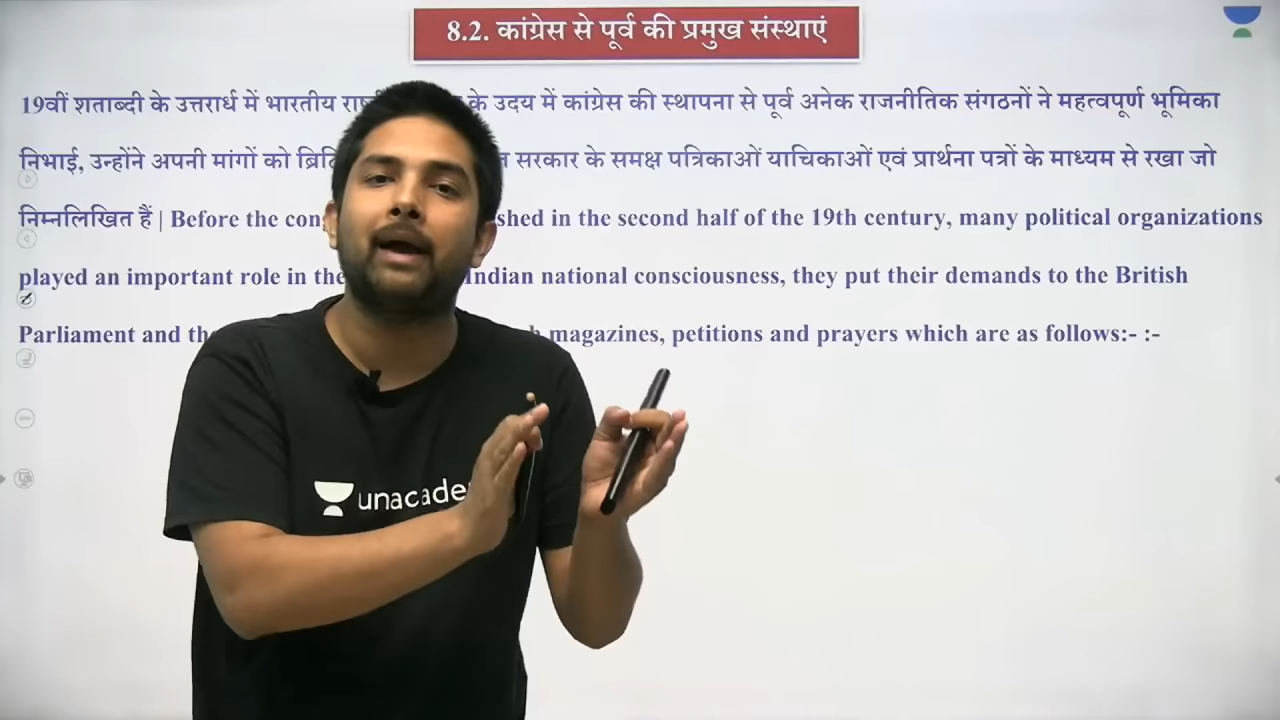 8.2. कांग्रेस से पूर्व की प्रमुख संस्थाएं
19वीं शताब्दी के उत्तरार्ध में भारतीय के उदय में कांग्रेस की स्थापना से पूर्व अनेक राजनीतिक संगठनों ने महत्वपूर्ण भूमिका
निभाई, उन्होंने अपनी मांगों को सरकार के समक्ष पत्रिकाओं याचिकाओं एवं प्रार्थना पत्रों के माध्यम से रखा जो
निम्नलिखित हैं | Before the in the second half of the 19th century, many political organizations
played an important role in the Indian national consciousness, they put their demands to the British
Parliament and magazines, petitions and prayers which are as follows:- :-
unacade